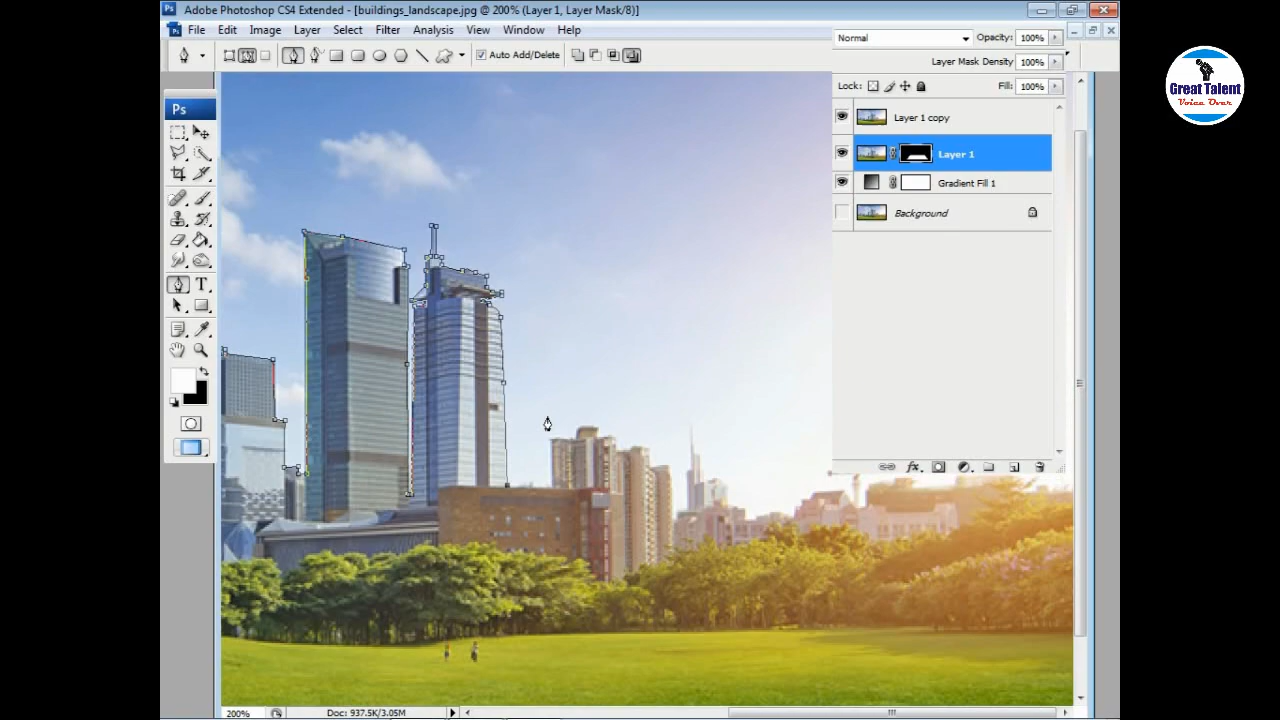 Adobe Photoshop CS4 Extended - [buildings_landscape.jpg @ 200% (Layer 1, Layer Mask/8)]
File Edit Image Layer Select Filter Analysis View Window Help
Normal Opacity: 100%
Auto Add/Delete
Layer Mask Density: 100%
Lock: Fill: 100%
Great Talent
Voice Over
Ps
Layer 1 copy
Layer 1
Gradient Fill 1
Background
T
fx
200% Doc: 937.5K/3.05M